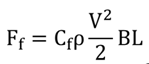 F_f = C_fρ V²/2 BL